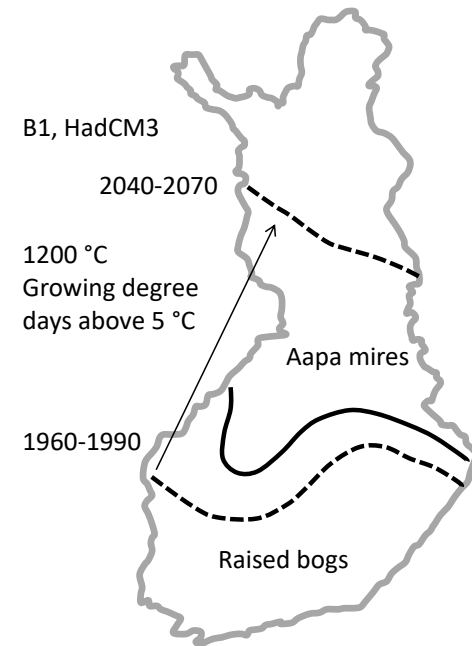 B1, HadCM3
2040-2070
1200 °C
Growing degree
days above 5 °C
Aapa mires
1960-1990
Raised bogs